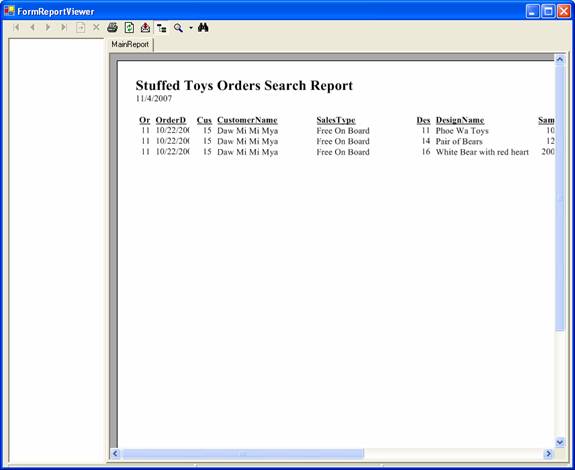 FormReportViewer
MainReport
Stuffed Toys Orders Search Report
11/4/2007
Or OrderD Cus CustomerName SalesType Des DesignName Sam
11 10/22/200 15 Daw Mi Mi Mya Free On Board 11 Phoe Wa Toys 10
11 10/22/200 15 Daw Mi Mi Mya Free On Board 14 Pair of Bears 12
11 10/22/200 15 Daw Mi Mi Mya Free On Board 16 White Bear with red heart 200